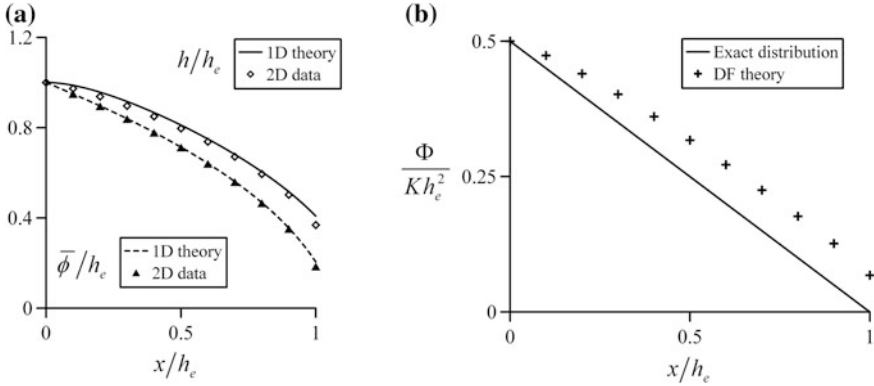 (a)
1.2
0.8
0.4
0
h/h_e
1D theory
2D data
ϕ̅/h_e
1D theory
2D data
0
0.5
1
x/h_e
(b)
0.5
0.25
0
Φ
Kh_e^2
Exact distribution
DF theory
0
0.5
1
x/h_e